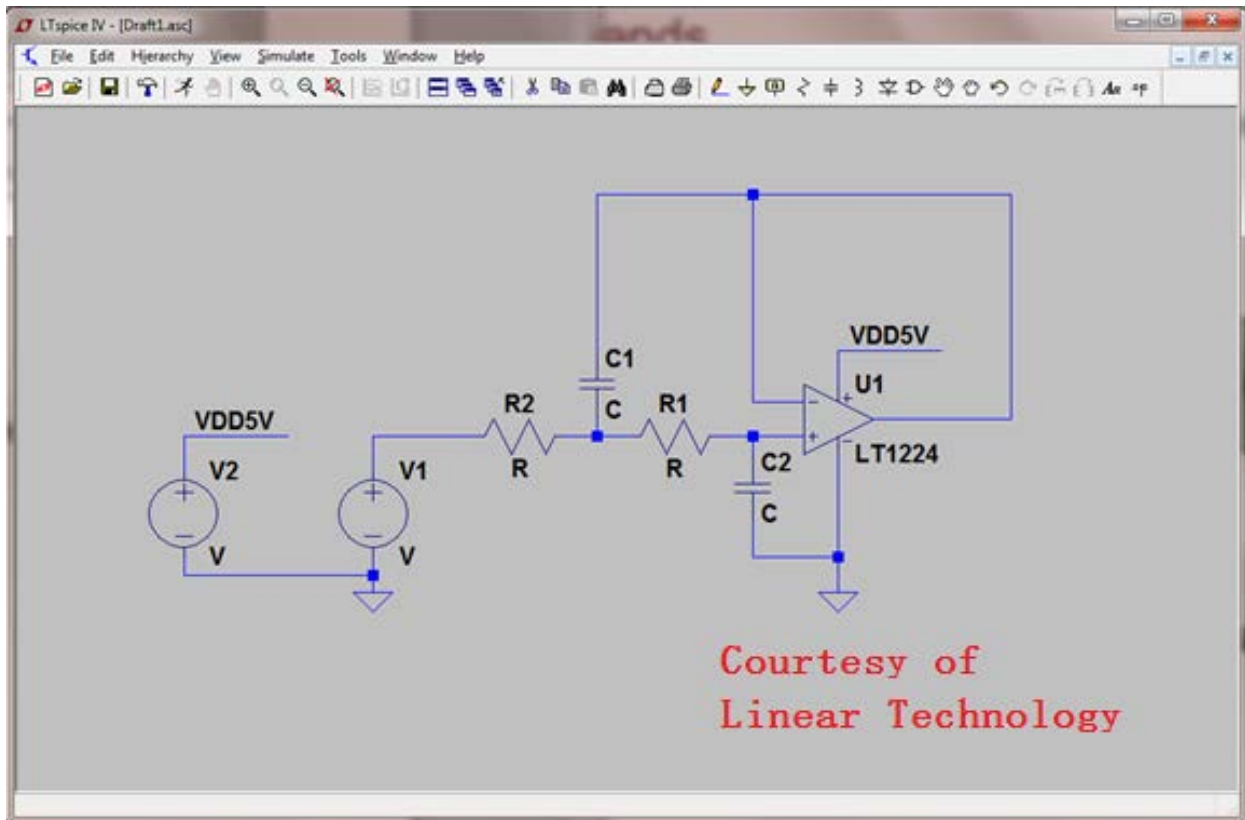 LTspice IV - [Draft1.asc]
File Edit Hierarchy View Simulate Tools Window Help
ands
C1
C
VDD5V
U1
LT1224
R2
R
R1
R
C2
C
VDD5V
V2
V
V1
V
Courtesy of
Linear Technology